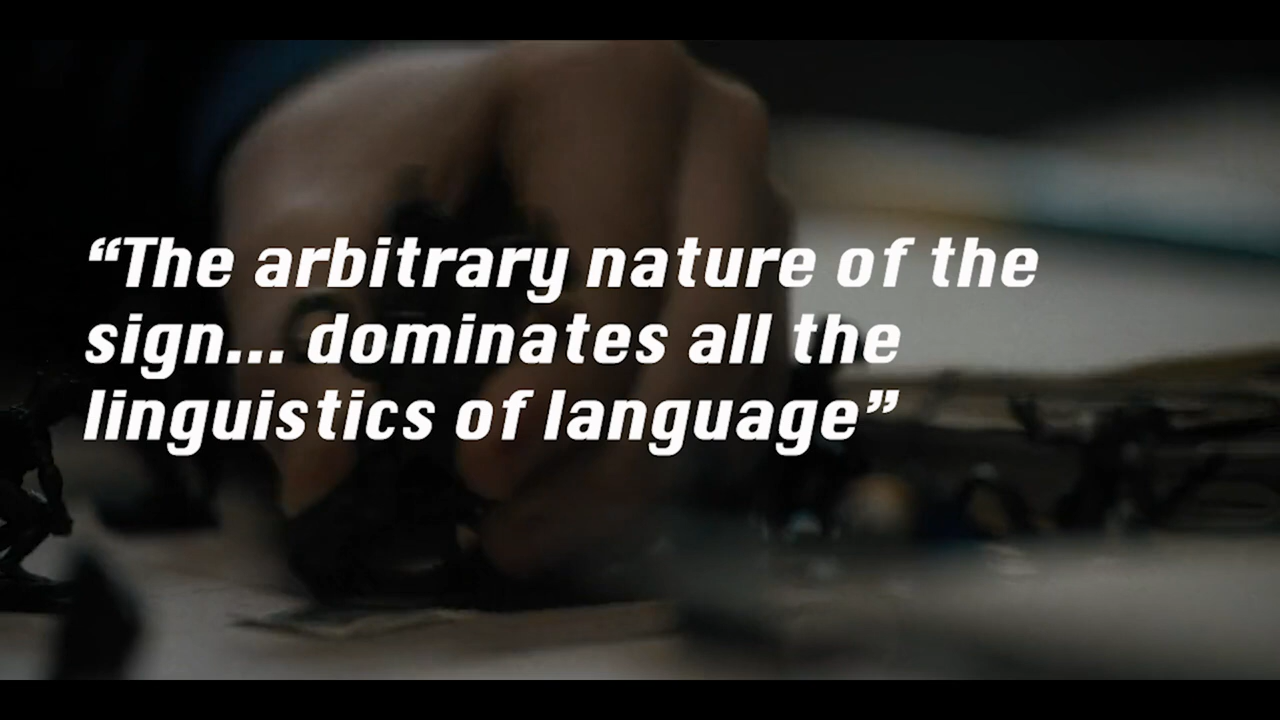 “The arbitrary nature of the
sign... dominates all the
linguistics of language”